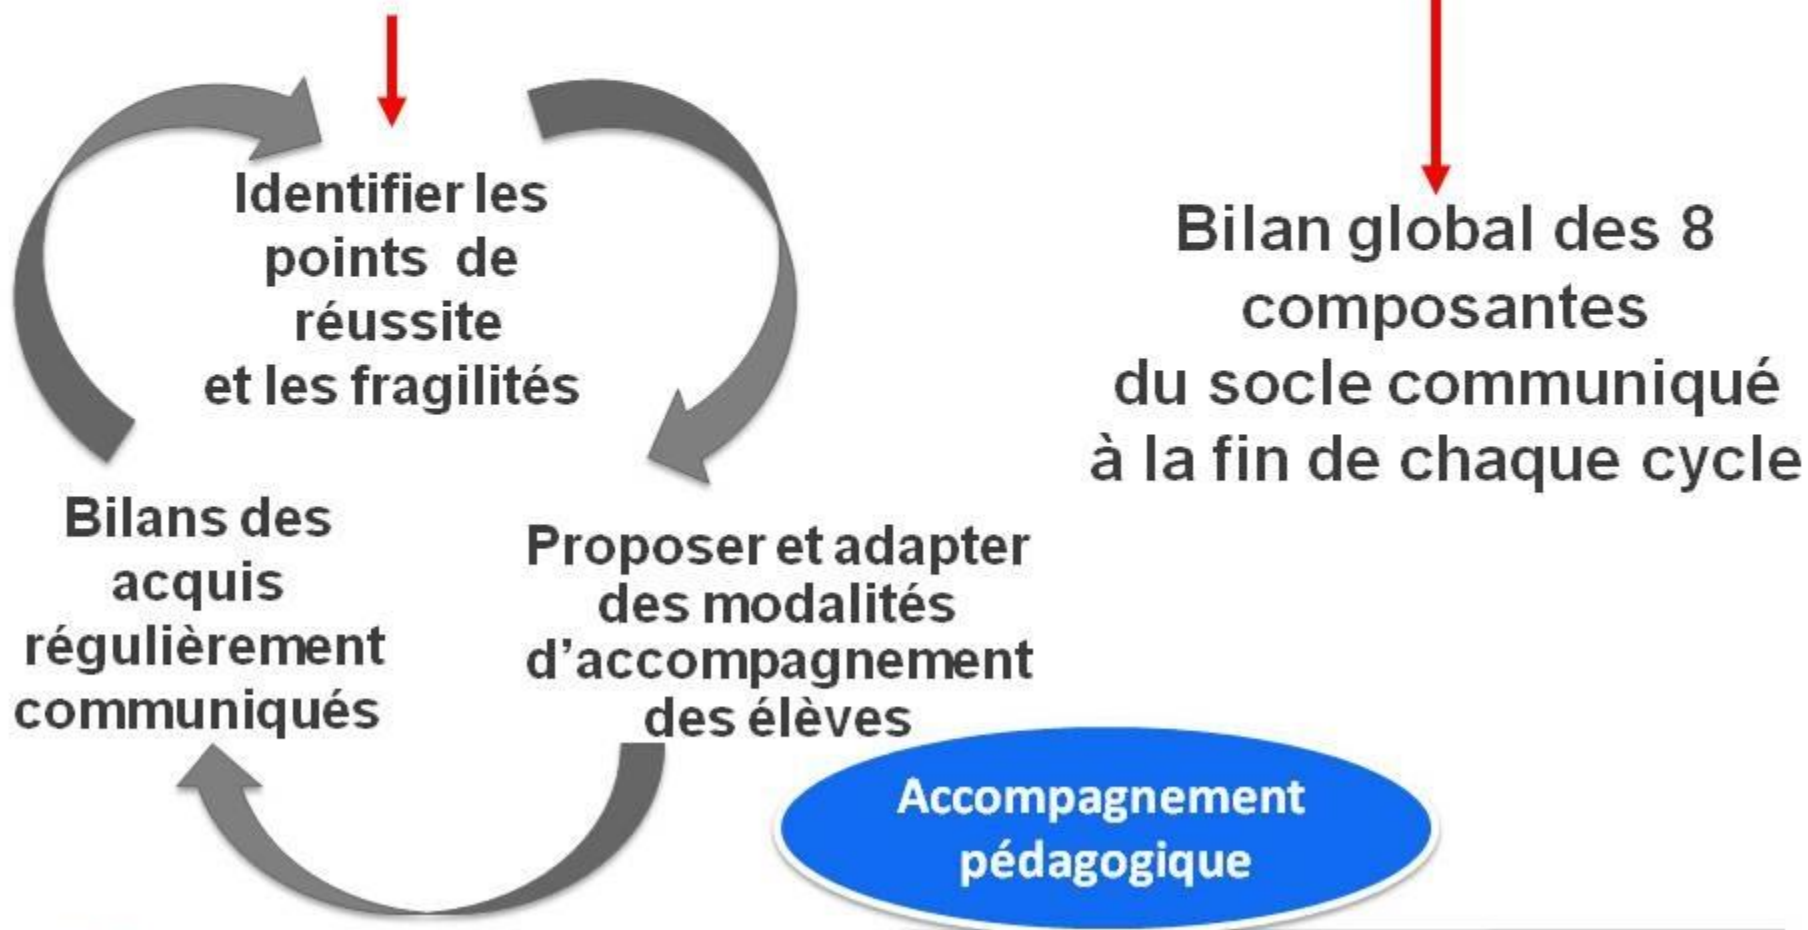 Identifier les
points de
réussite
et les fragilités
Bilans des
acquis
régulièrement
communiqués
Proposer et adapter
des modalités
d’accompagnement
des élèves
Bilan global des 8
composantes
du socle communiqué
à la fin de chaque cycle
Accompagnement
pédagogique